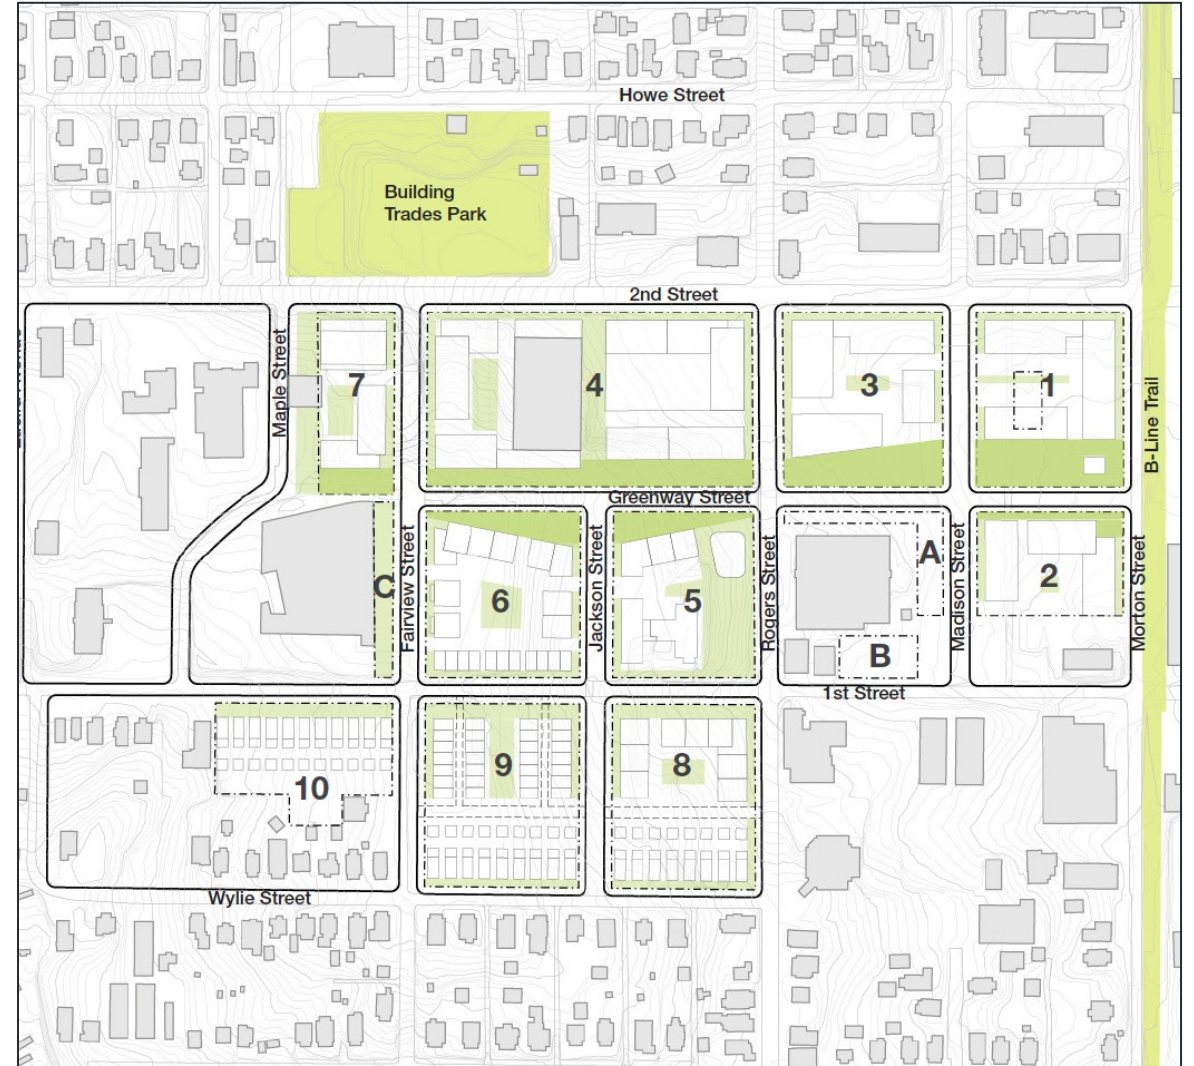 Howe Street
Building
Trades Park
2nd Street
Maple Street
7
4
3
1
B-Line Trail
Greenway Street
C
Fairview Street
6
Jackson Street
5
Rogers Street
A
B
Madison Street
2
Morton Street
1st Street
10
9
8
Wylie Street